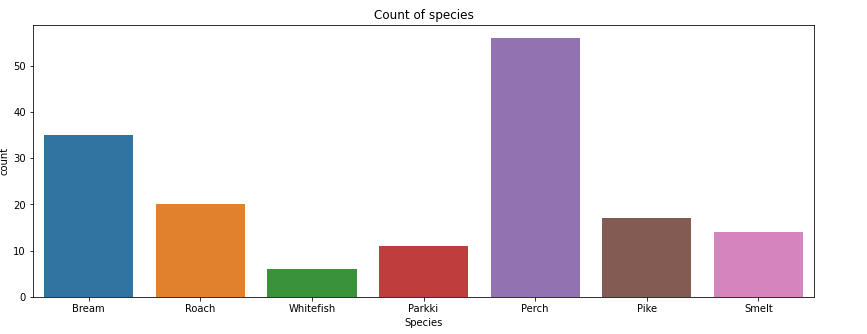 Count of species
count
50
40
30
20
10
0
Bream Roach Whitefish Parkki Perch Pike Smelt
Species